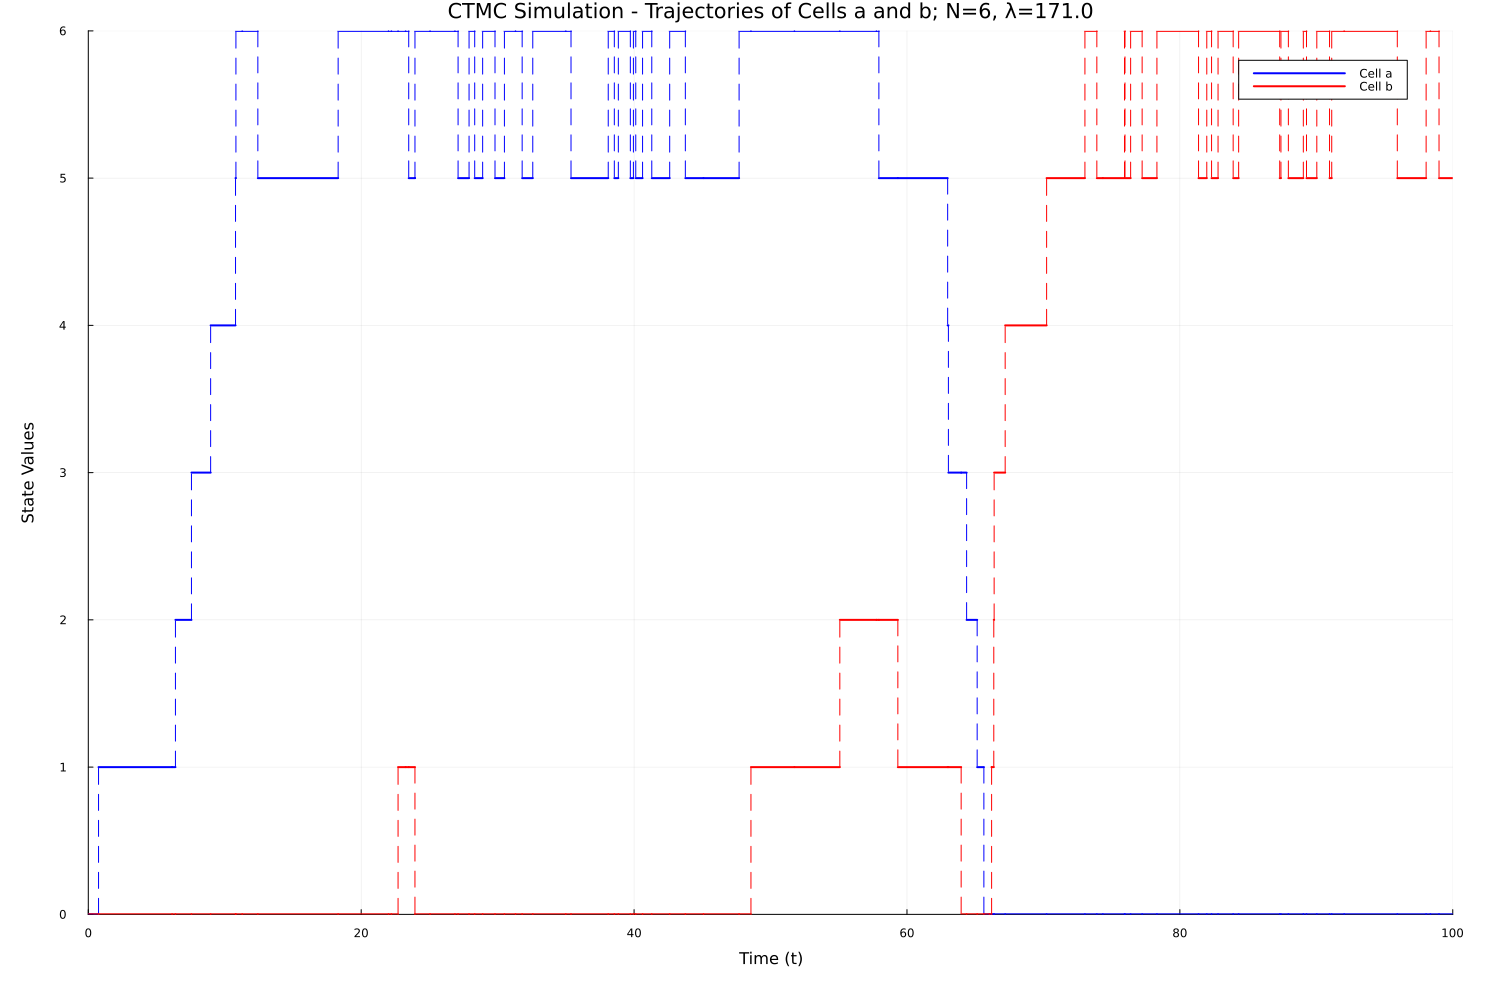 CTMC Simulation - Trajectories of Cells a and b; N=6, λ=171.0
6
Cell a
Cell b
5
4
3
State Values
2
1
0
0 20 40 60 80 100
Time (t)